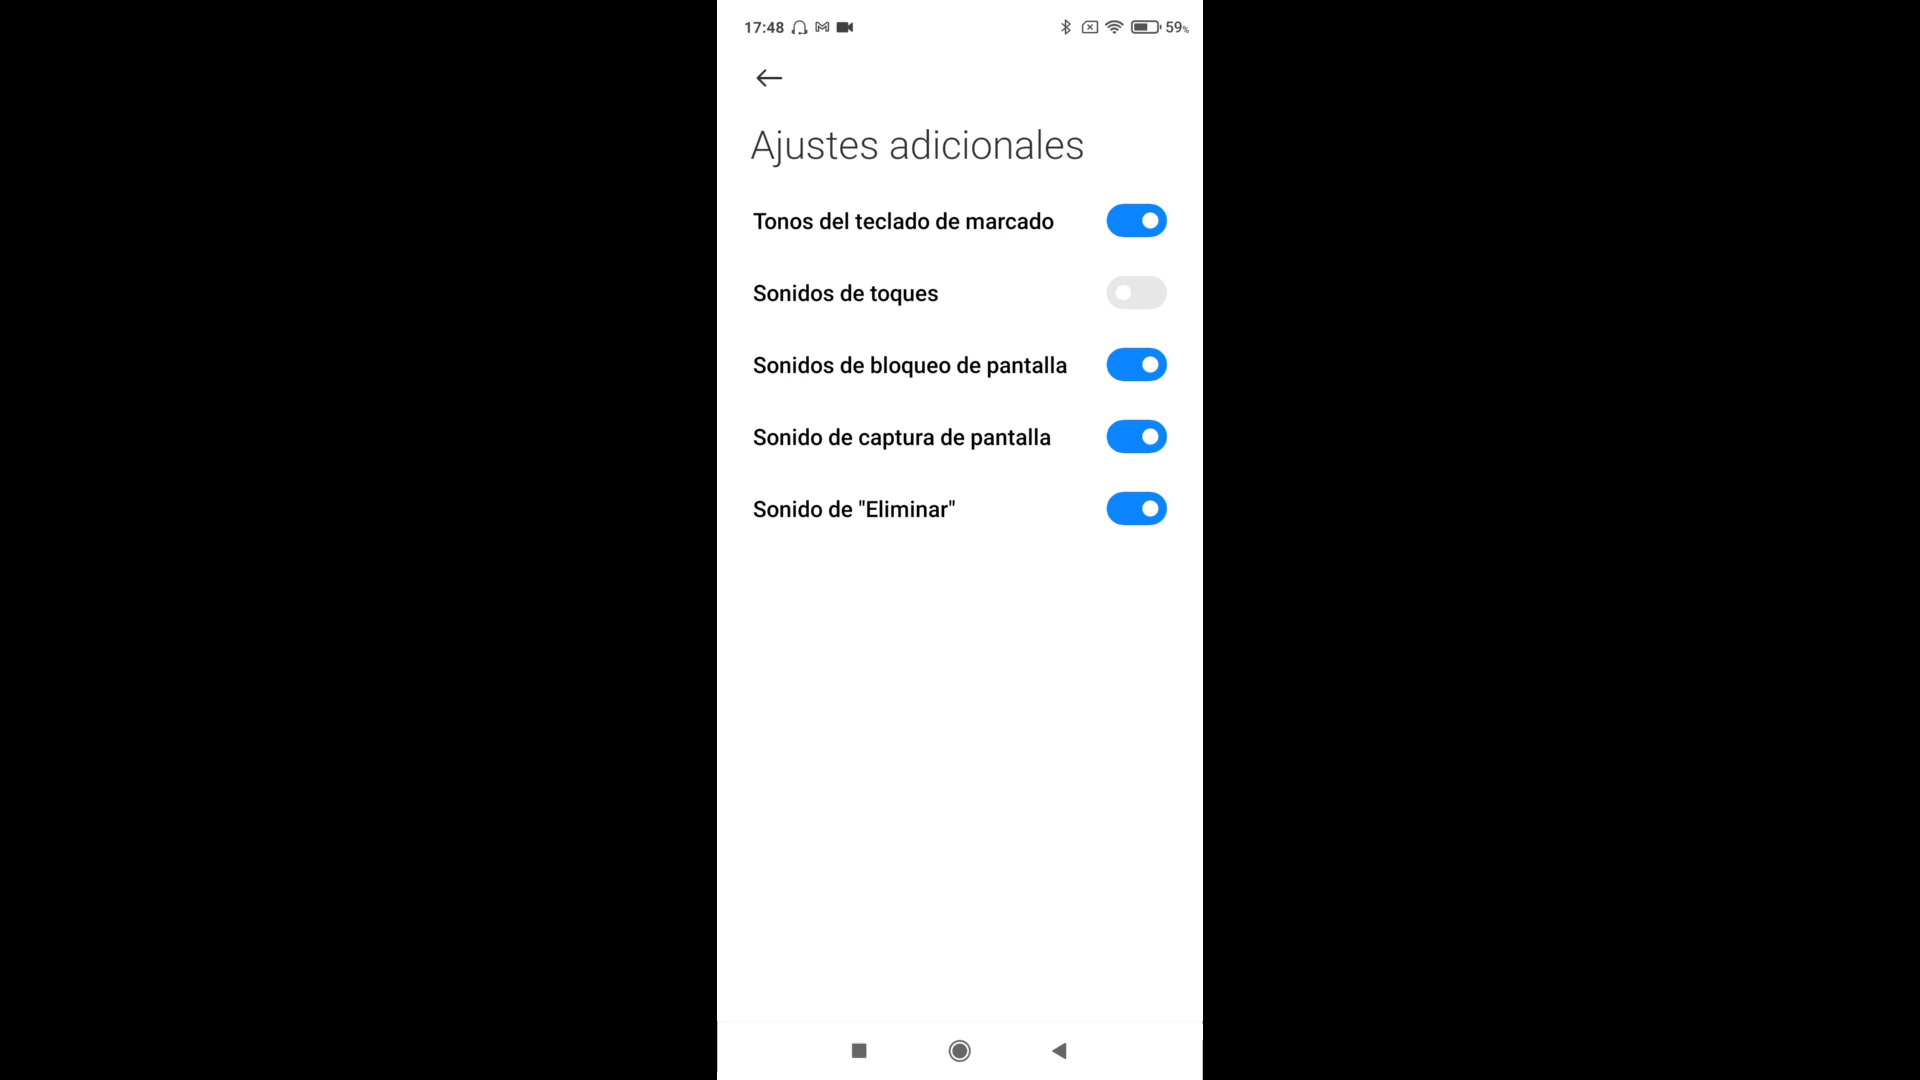 17:48 59%
Ajustes adicionales
Tonos del teclado de marcado
Sonidos de toques
Sonidos de bloqueo de pantalla
Sonido de captura de pantalla
Sonido de "Eliminar"